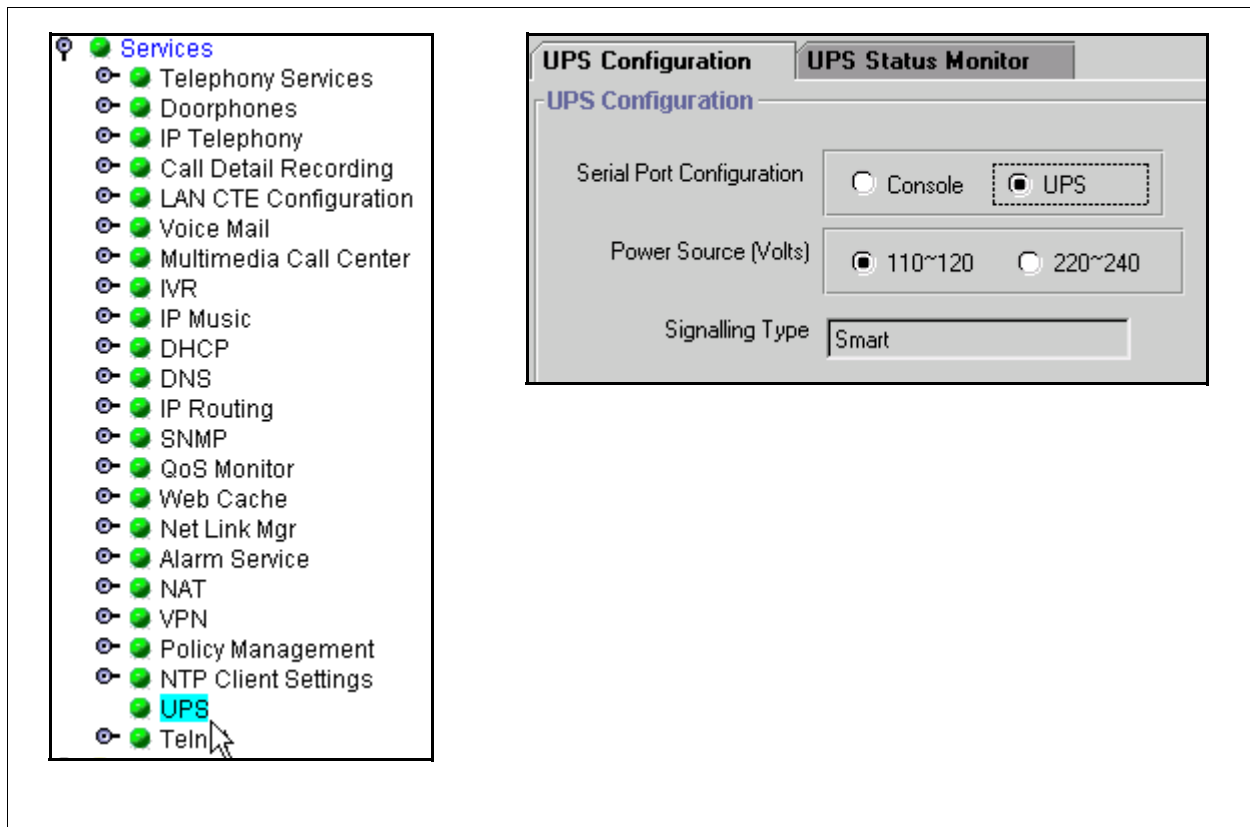 Services
Telephony Services
Doorphones
IP Telephony
Call Detail Recording
LAN CTE Configuration
Voice Mail
Multimedia Call Center
IVR
IP Music
DHCP
DNS
IP Routing
SNMP
QoS Monitor
Web Cache
Net Link Mgr
Alarm Service
NAT
VPN
Policy Management
NTP Client Settings
UPS
Teln
UPS Configuration UPS Status Monitor
UPS Configuration
Serial Port Configuration Console UPS
Power Source (Volts) 110~120 220~240
Signalling Type Smart